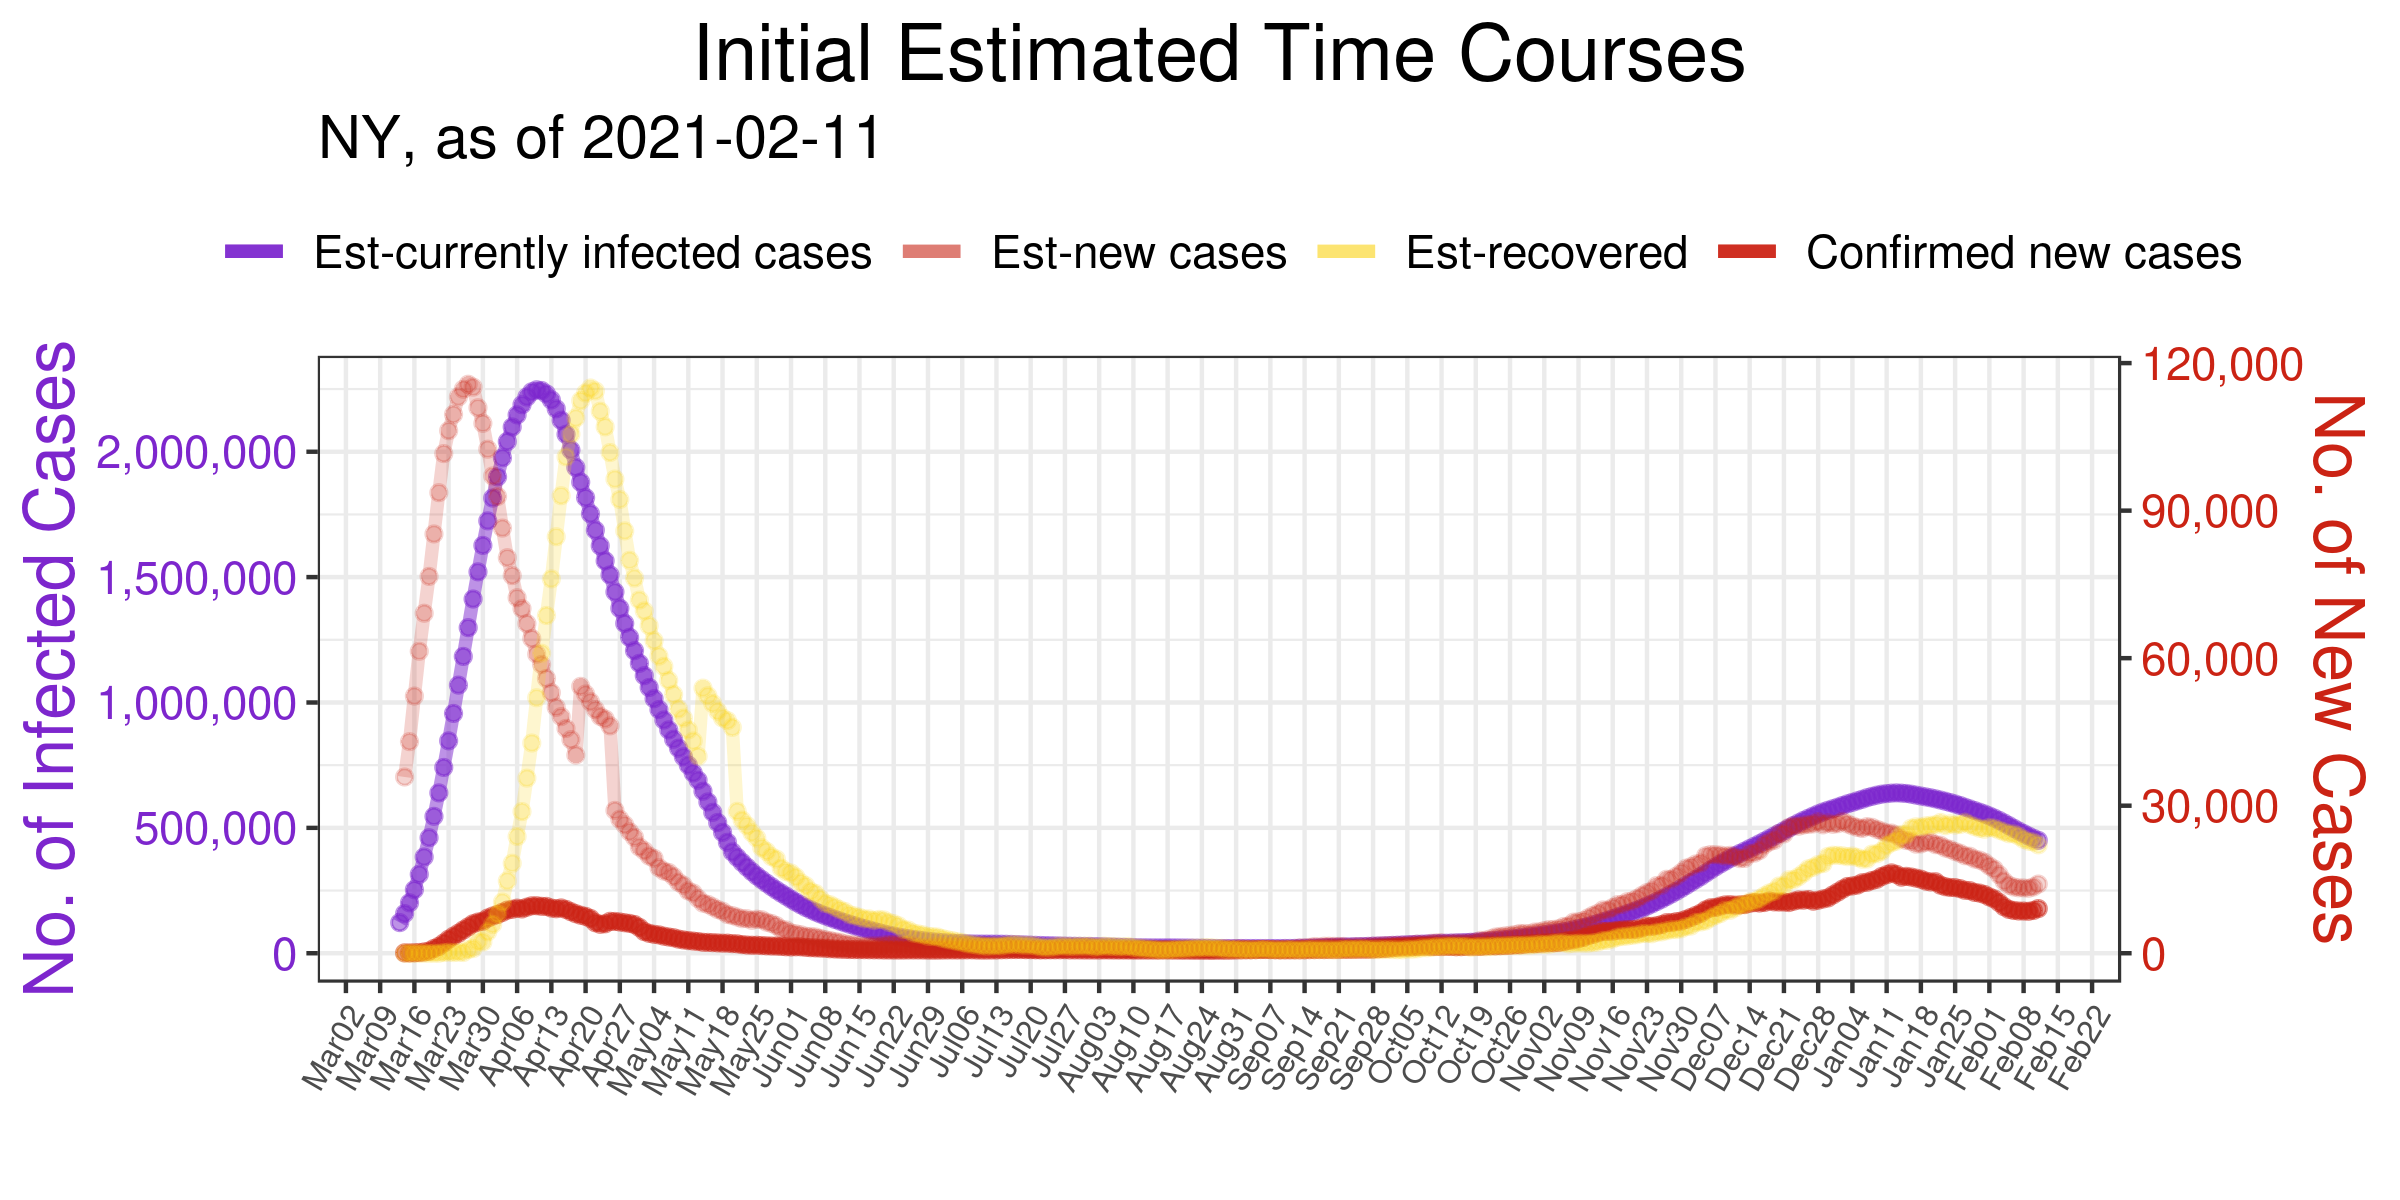 Initial Estimated Time Courses
NY, as of 2021-02-11
Est-currently infected cases Est-new cases Est-recovered Confirmed new cases
No. of Infected Cases
2,000,000
1,500,000
1,000,000
500,000
0
120,000
90,000
60,000
30,000
0
No. of New Cases
Mar02 Mar09 Mar16 Mar23 Mar30 Apr06 Apr13 Apr20 Apr27 May04 May11 May18 May25 Jun01 Jun08 Jun15 Jun22 Jun29 Jul06 Jul13 Jul20 Jul27 Aug03 Aug10 Aug17 Aug24 Aug31 Sep07 Sep14 Sep21 Sep28 Oct05 Oct12 Oct19 Oct26 Nov02 Nov09 Nov16 Nov23 Nov30 Dec07 Dec14 Dec21 Dec28 Jan04 Jan11 Jan18 Jan25 Feb01 Feb08 Feb15 Feb22